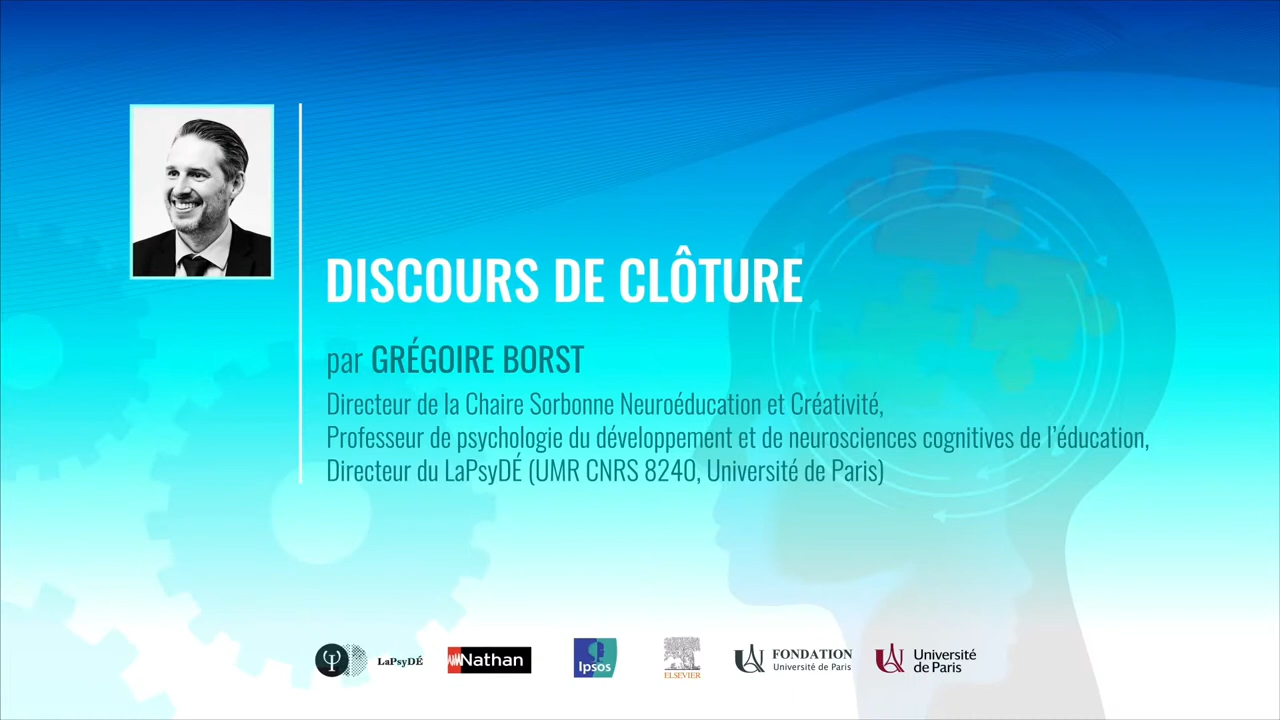 DISCOURS DE CLÔTURE
par GRÉGOIRE BORST
Directeur de la Chaire Sorbonne Neuroéducation et Créativité,
Professeur de psychologie du développement et de neurosciences cognitives de l'éducation,
Directeur du LaPsyDÉ (UMR CNRS 8240, Université de Paris)
LaPsyDÉ
Nathan
Ipsos
ELSEVIER
FONDATION
Université de Paris
Université
de Paris